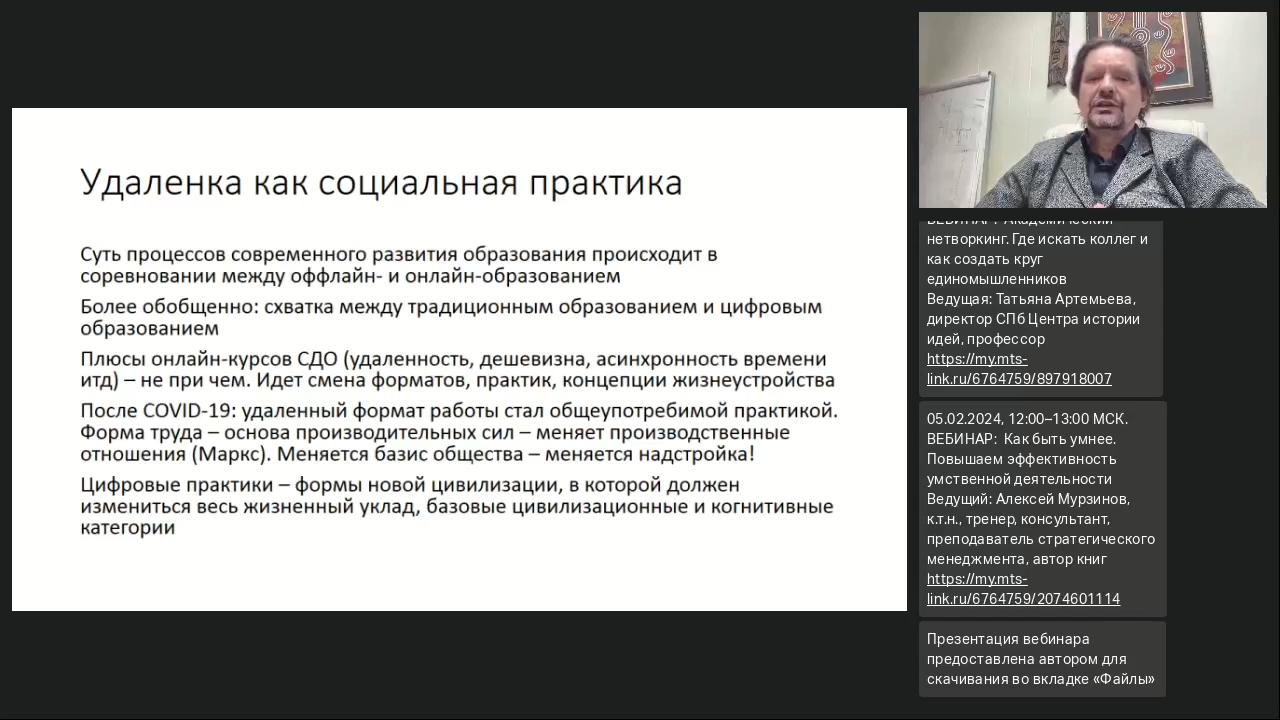 Удаленка как социальная практика
Суть процессов современного развития образования происходит в
соревновании между оффлайн- и онлайн-образованием
Более обобщенно: схватка между традиционным образованием и цифровым
образованием
Плюсы онлайн-курсов СДО (удаленность, дешевизна, асинхронность времени
итд) – не при чем. Идет смена форматов, практик, концепции жизнеустройства
После COVID-19: удаленный формат работы стал общеупотребимой практикой.
Форма труда – основа производительных сил – меняет производственные
отношения (Маркс). Меняется базис общества – меняется надстройка!
Цифровые практики – формы новой цивилизации, в которой должен
измениться весь жизненный уклад, базовые цивилизационные и когнитивные
категории
ВЕБИНАР: Академический
нетворкинг. Где искать коллег и
как создать круг
единомышленников
Ведущая: Татьяна Артемьева,
директор СПб Центра истории
идей, профессор
https://my.mts-
link.ru/6764759/897918007
05.02.2024, 12:00–13:00 МСК.
ВЕБИНАР: Как быть умнее.
Повышаем эффективность
умственной деятельности
Ведущий: Алексей Мурзинов,
к.т.н., тренер, консультант,
преподаватель стратегического
менеджмента, автор книг
https://my.mts-
link.ru/6764759/2074601114
Презентация вебинара
предоставлена автором для
скачивания во вкладке «Файлы»